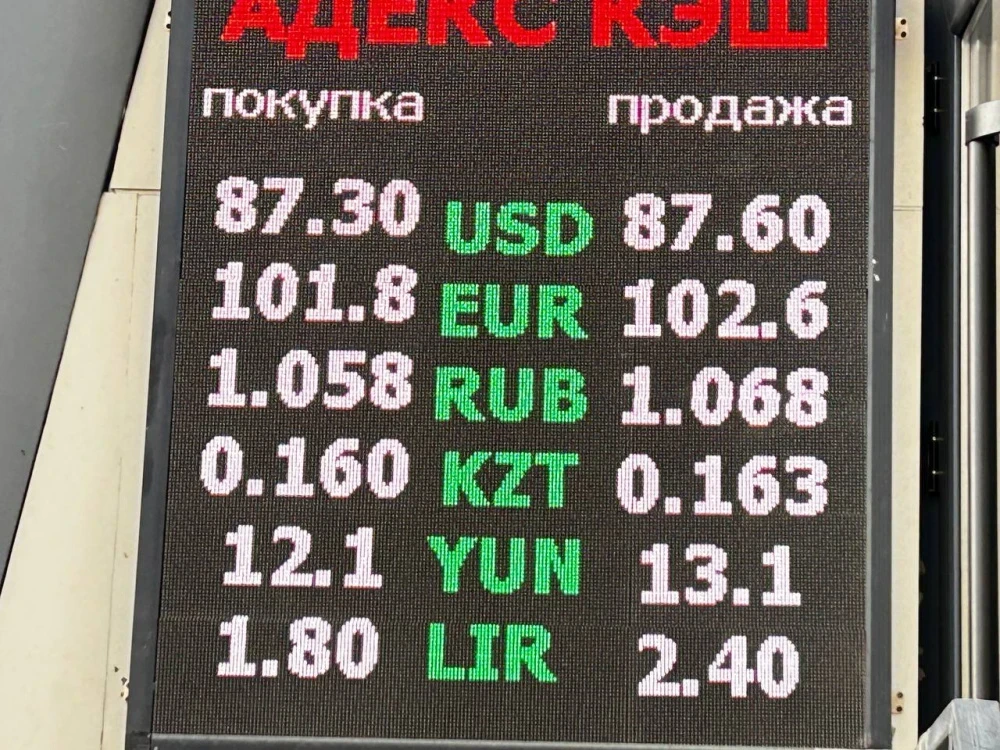 АДЕКС КЭШ
покупка продажа
87.30 USD 87.60
101.8 EUR 102.6
1.058 RUB 1.068
0.160 KZT 0.163
12.1 YUN 13.1
1.80 LIR 2.40